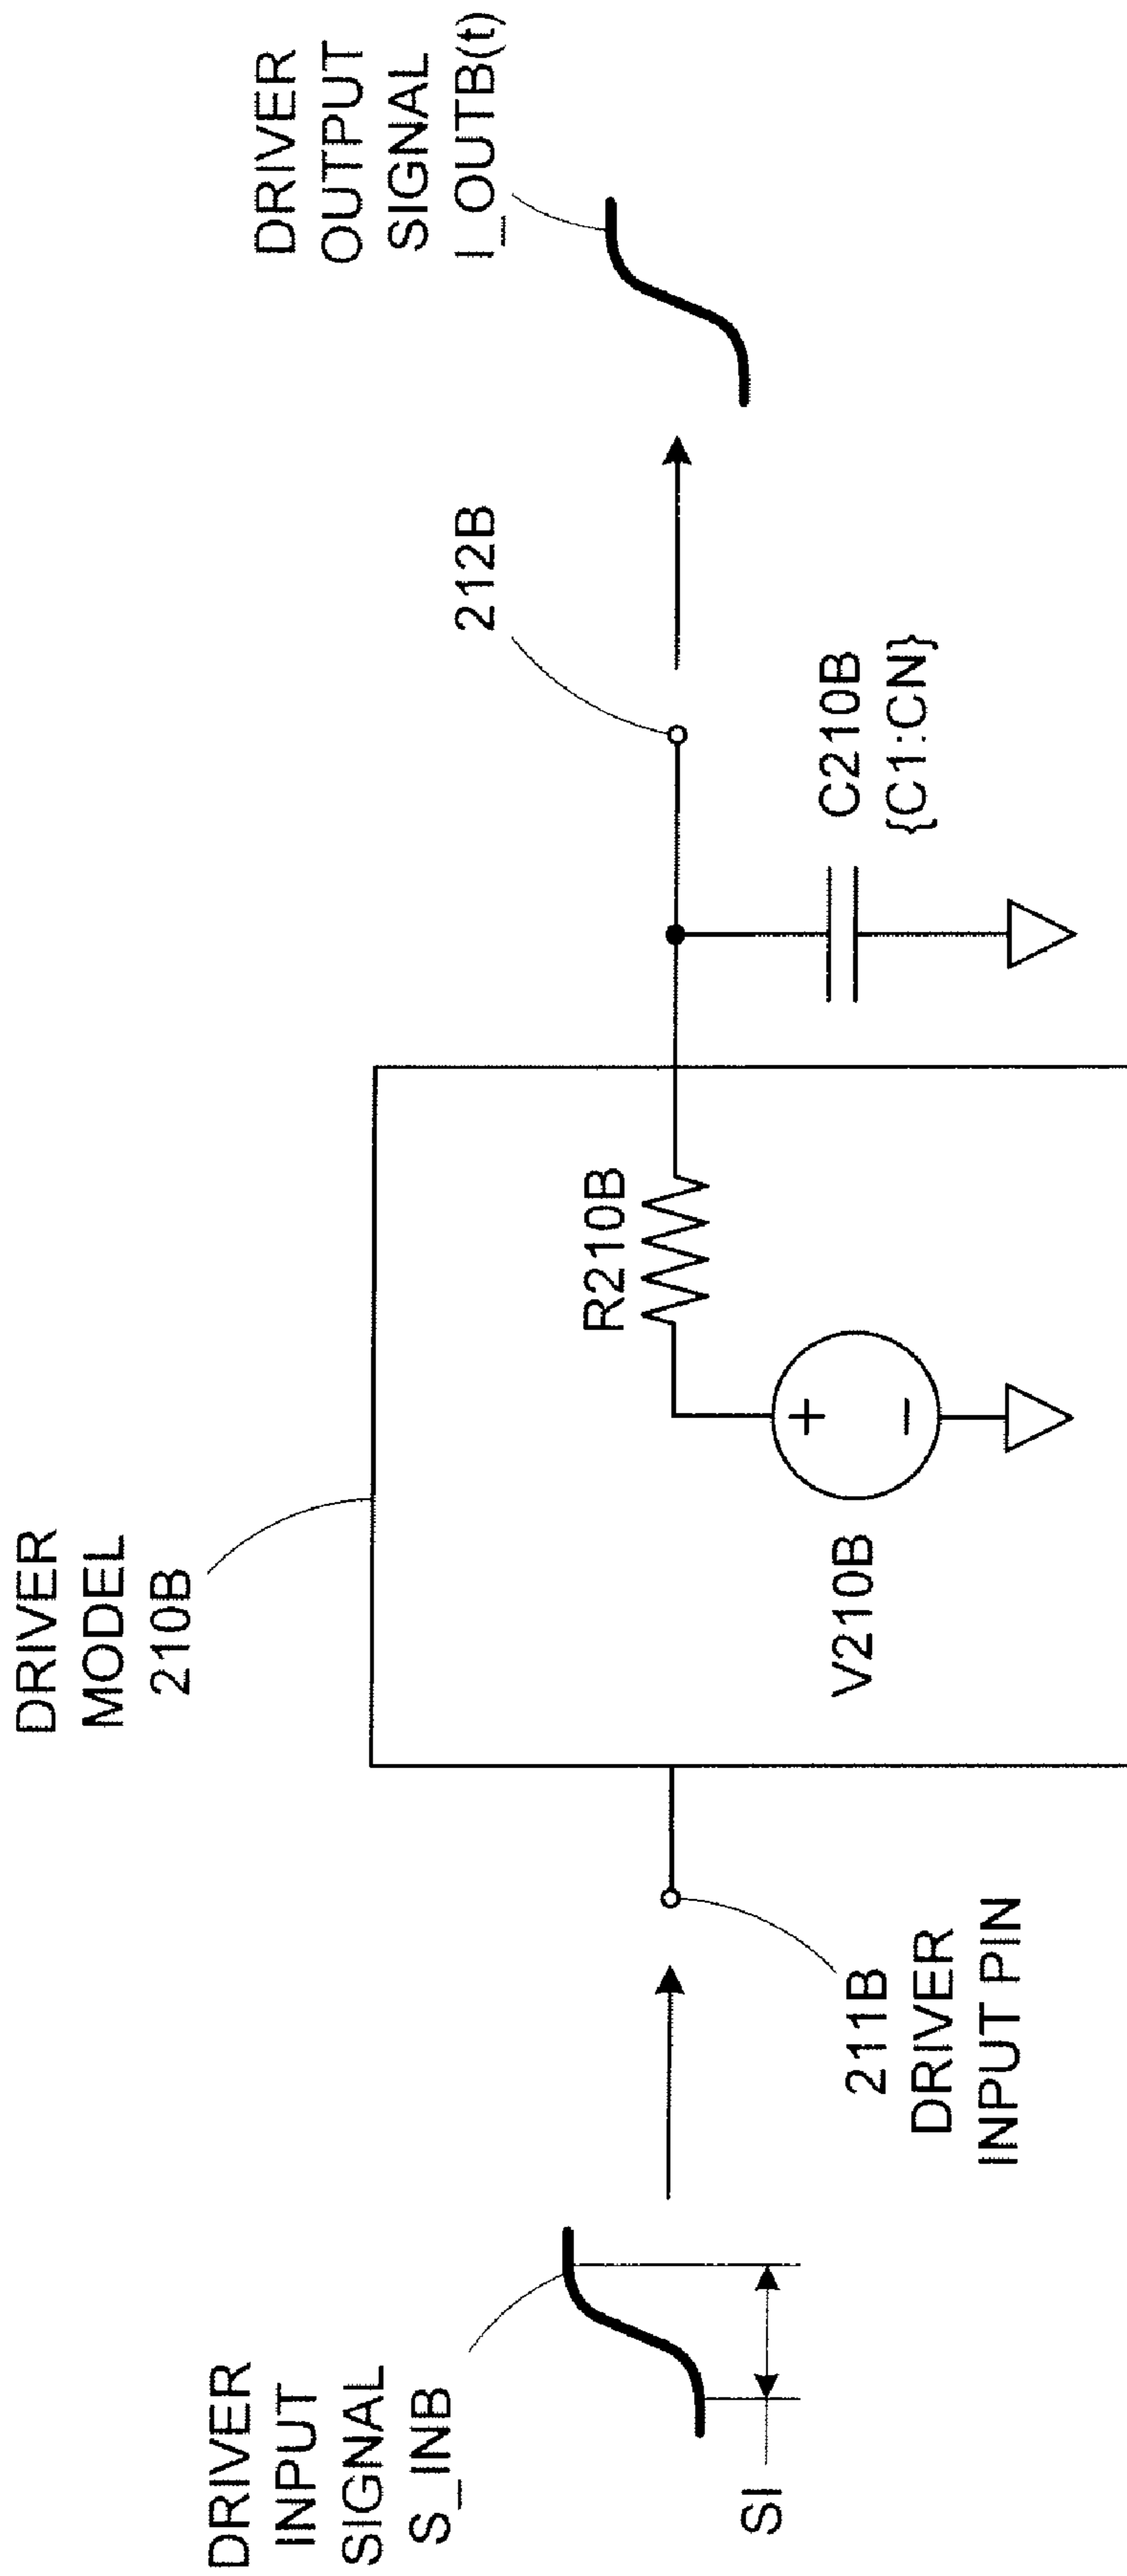 DRIVER
INPUT
SIGNAL
S_INB
SI
211B
DRIVER
INPUT PIN
DRIVER
MODEL
210B
V210B
+
−
R210B
C210B
{C1:CN}
212B
DRIVER
OUTPUT
SIGNAL
I_OUTB(t)